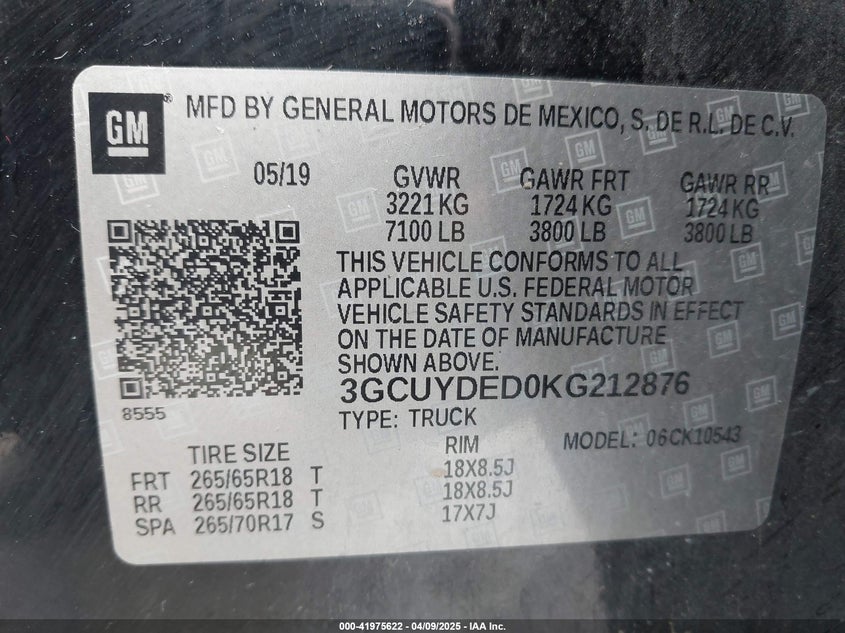 GM
MFD BY GENERAL MOTORS DE MEXICO, S. DE R.L. DE C.V.
05/19 GVWR GAWR FRT GAWR RR
3221 KG 1724 KG 1724 KG
7100 LB 3800 LB 3800 LB
THIS VEHICLE CONFORMS TO ALL
APPLICABLE U.S. FEDERAL MOTOR
VEHICLE SAFETY STANDARDS IN EFFECT
ON THE DATE OF MANUFACTURE
SHOWN ABOVE.
3GCUYDED0KG212876
8555
TYPE: TRUCK MODEL: 06CK10543
TIRE SIZE RIM
FRT 265/65R18 T 18X8.5J
RR 265/65R18 T 18X8.5J
SPA 265/70R17 S 17X7J
000-41975622 | 04/09/2025 | IAA Inc.